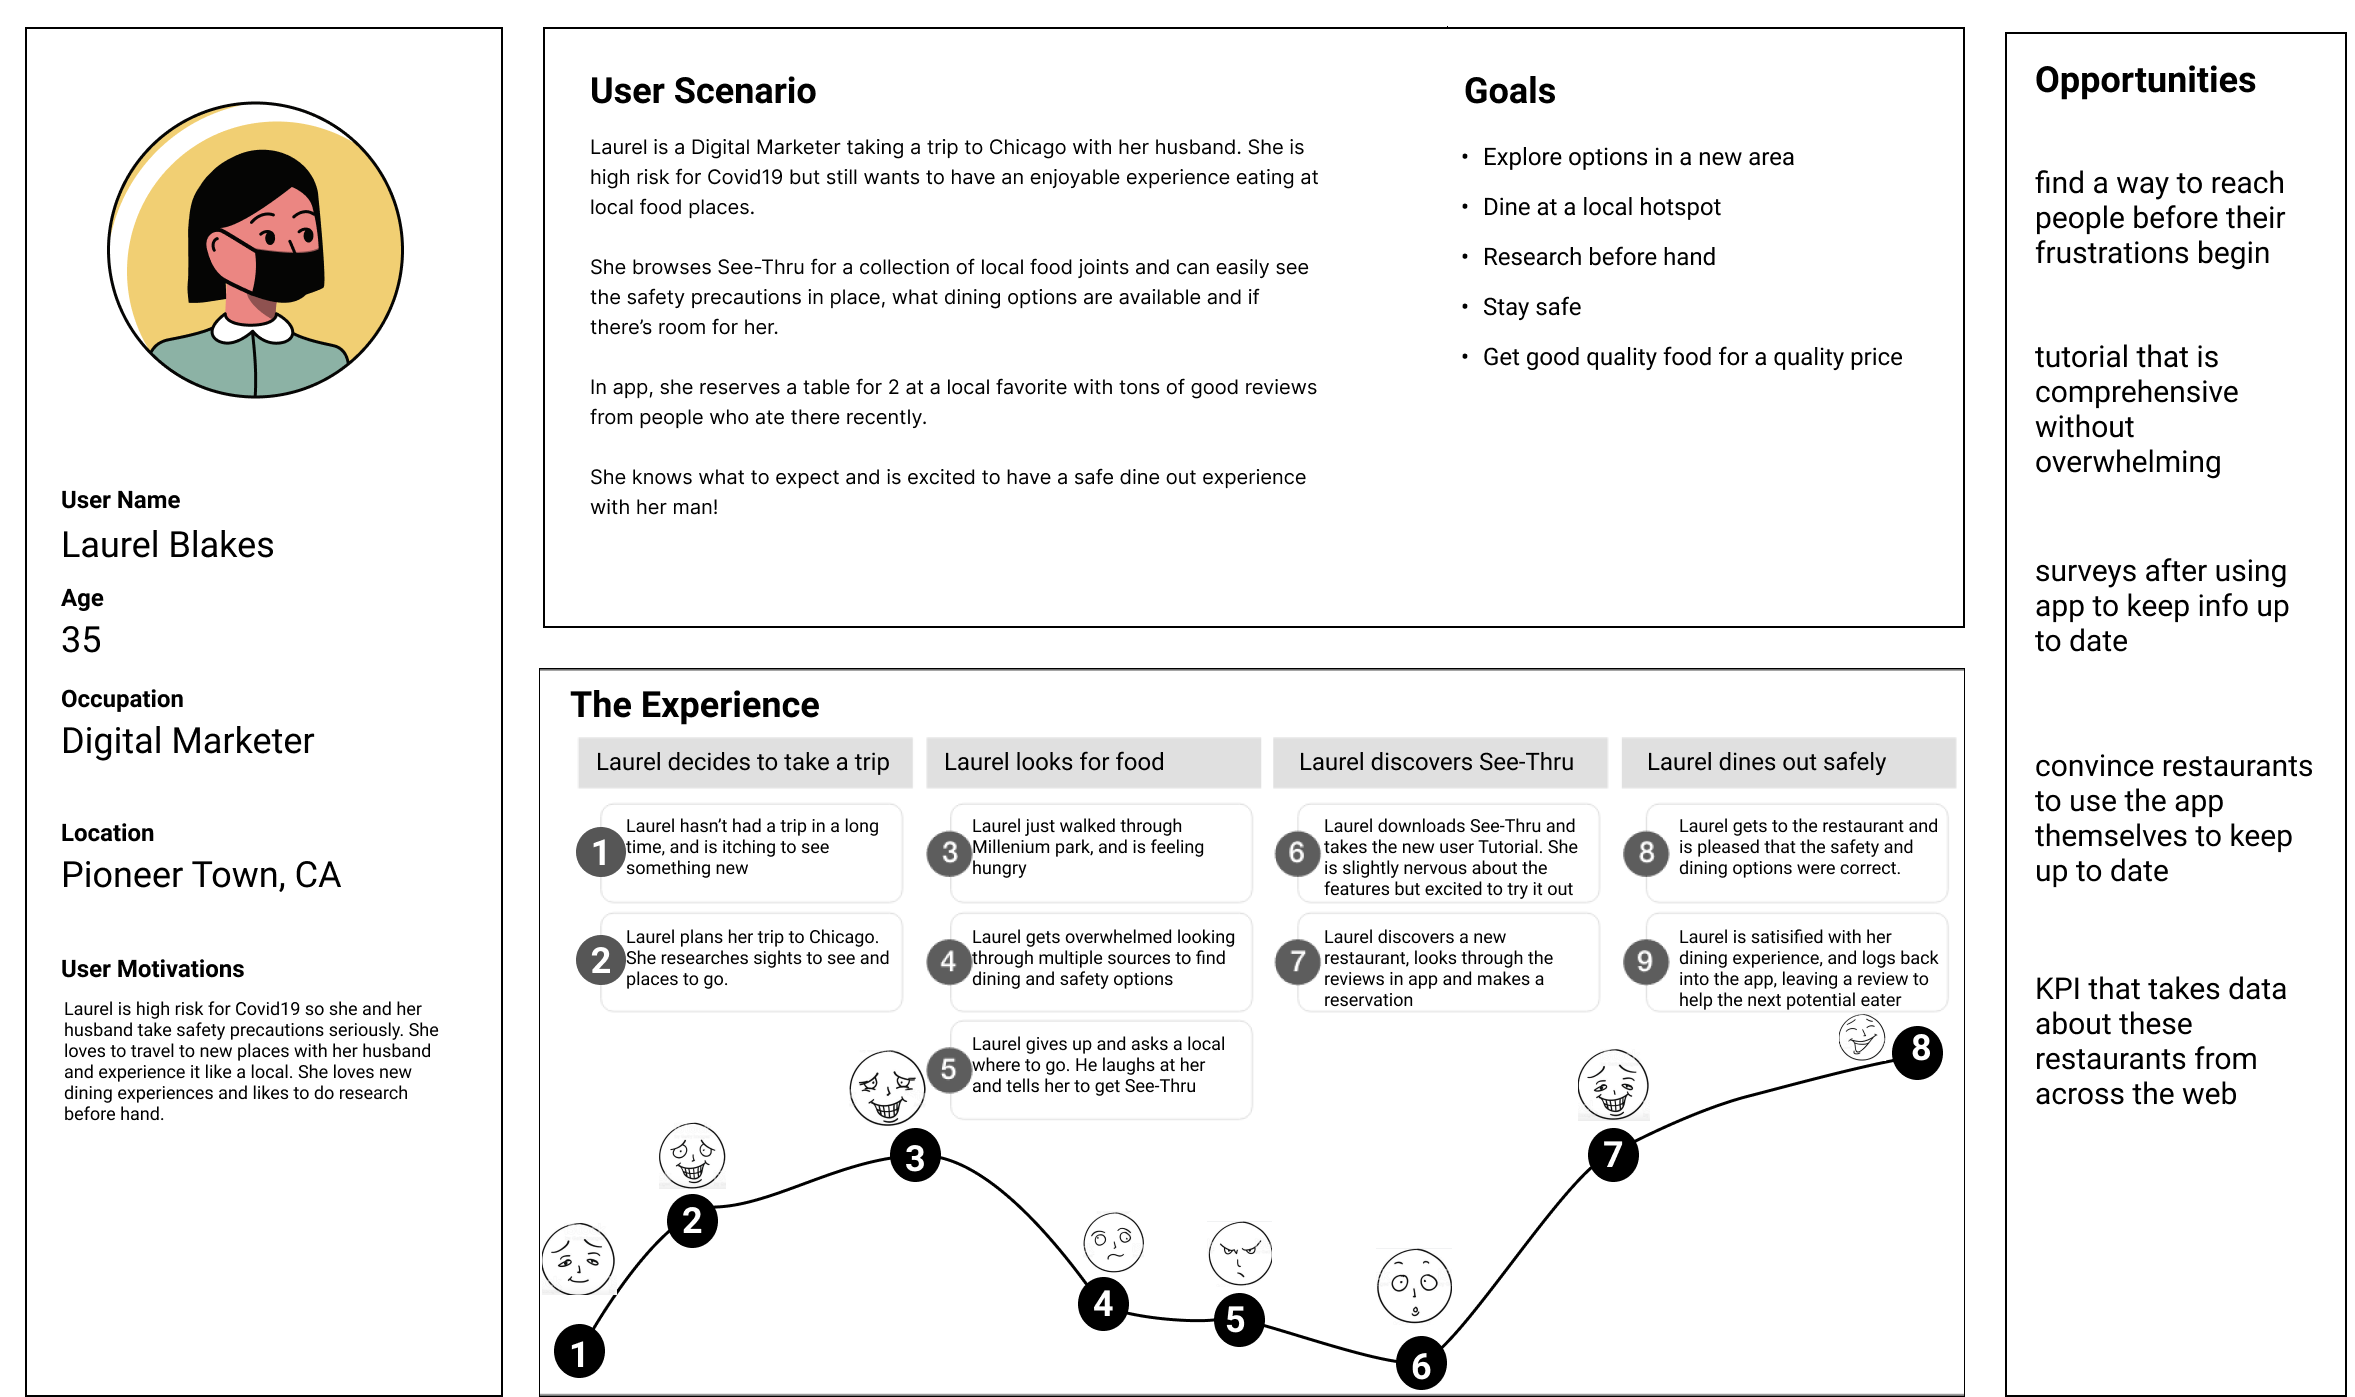 User Name
Laurel Blakes
Age
35
Occupation
Digital Marketer
Location
Pioneer Town, CA
User Motivations
Laurel is high risk for Covid19 so she and her
husband take safety precautions seriously. She
loves to travel to new places with her husband
and experience it like a local. She loves new
dining experiences and likes to do research
before hand.
User Scenario
Laurel is a Digital Marketer taking a trip to Chicago with her husband. She is
high risk for Covid19 but still wants to have an enjoyable experience eating at
local food places.
She browses See-Thru for a collection of local food joints and can easily see
the safety precautions in place, what dining options are available and if
there’s room for her.
In app, she reserves a table for 2 at a local favorite with tons of good reviews
from people who ate there recently.
She knows what to expect and is excited to have a safe dine out experience
with her man!
Goals
• Explore options in a new area
• Dine at a local hotspot
• Research before hand
• Stay safe
• Get good quality food for a quality price
The Experience
Laurel decides to take a trip
1
Laurel hasn’t had a trip in a long
time, and is itching to see
something new
2
Laurel plans her trip to Chicago.
She researches sights to see and
places to go.
Laurel looks for food
3
Laurel just walked through
Millenium park, and is feeling
hungry
4
Laurel gets overwhelmed looking
through multiple sources to find
dining and safety options
5
Laurel gives up and asks a local
where to go. He laughs at her
and tells her to get See-Thru
Laurel discovers See-Thru
6
Laurel downloads See-Thru and
takes the new user Tutorial. She
is slightly nervous about the
features but excited to try it out
7
Laurel discovers a new
restaurant, looks through the
reviews in app and makes a
reservation
Laurel dines out safely
8
Laurel gets to the restaurant and
is pleased that the safety and
dining options were correct.
9
Laurel is satisified with her
dining experience, and logs back
into the app, leaving a review to
help the next potential eater
1
2
3
4
5
6
7
8
Opportunities
find a way to reach
people before their
frustrations begin
tutorial that is
comprehensive
without
overwhelming
surveys after using
app to keep info up
to date
convince restaurants
to use the app
themselves to keep
up to date
KPI that takes data
about these
restaurants from
across the web